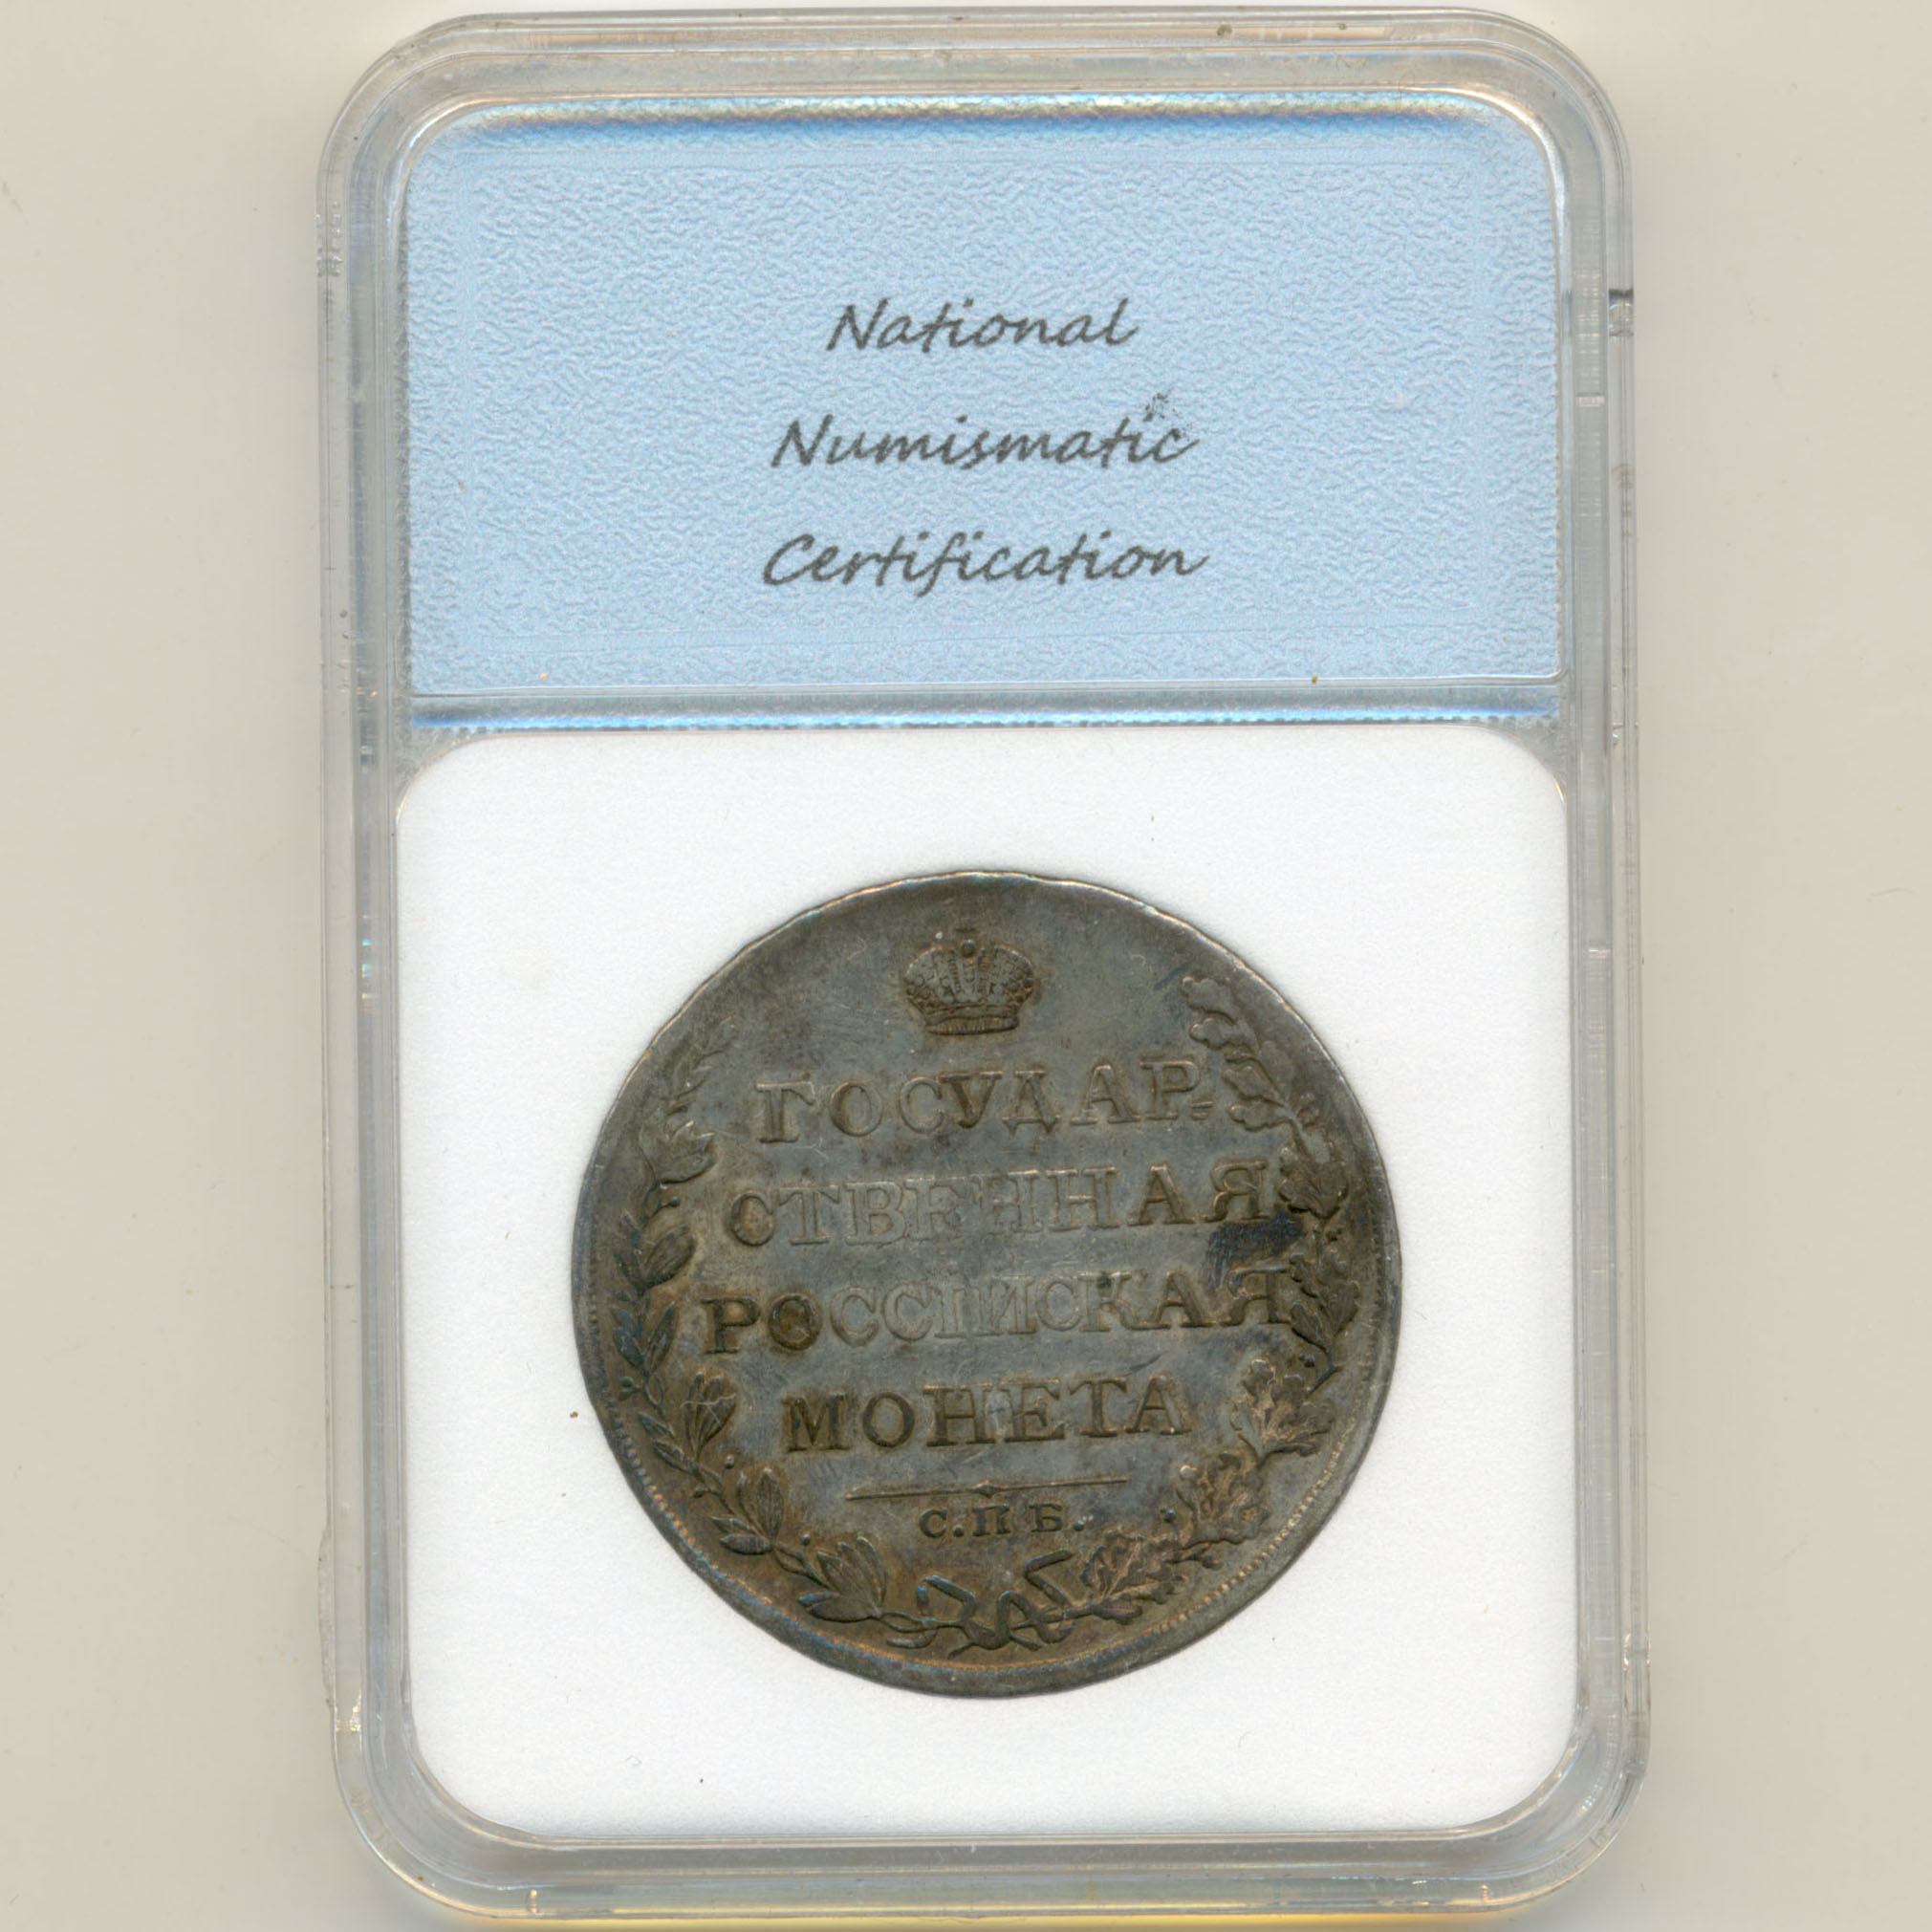 National
Numismatic
Certification
ГОСУДАР-
СТВЕННАЯ
РОССІЙСКАЯ
МОНЕТА
С.П Б.